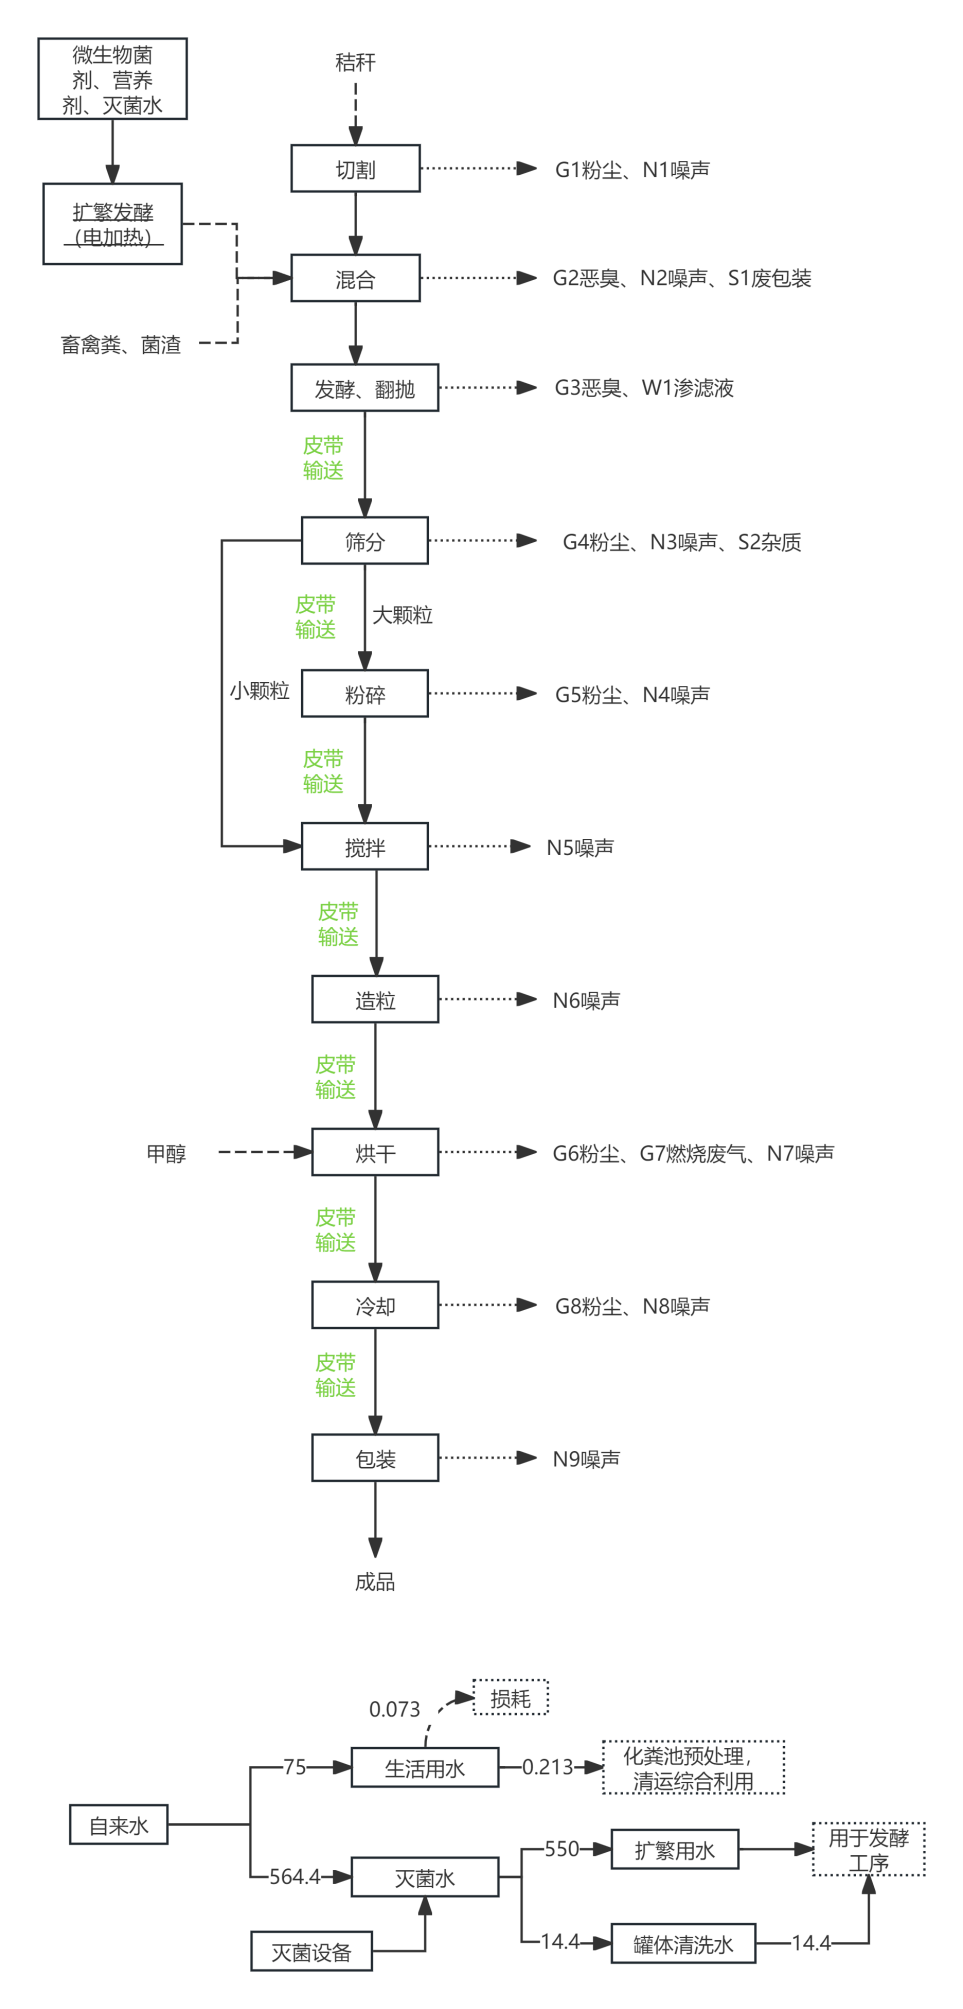 微生物菌
剂、营养
剂、灭菌水
秸秆
切割
G1粉尘、N1噪声
扩繁发酵
（电加热）
混合
G2恶臭、N2噪声、S1废包装
畜禽粪、菌渣
发酵、翻抛
G3恶臭、W1渗滤液
皮带
输送
筛分
G4粉尘、N3噪声、S2杂质
皮带
输送
大颗粒
小颗粒
粉碎
G5粉尘、N4噪声
皮带
输送
搅拌
N5噪声
皮带
输送
造粒
N6噪声
皮带
输送
甲醇
烘干
G6粉尘、G7燃烧废气、N7噪声
皮带
输送
冷却
G8粉尘、N8噪声
皮带
输送
包装
N9噪声
成品
0.073
损耗
75
生活用水
0.213
化粪池预处理，
清运综合利用
自来水
564.4
灭菌水
550
扩繁用水
用于发酵
工序
灭菌设备
14.4
罐体清洗水
14.4